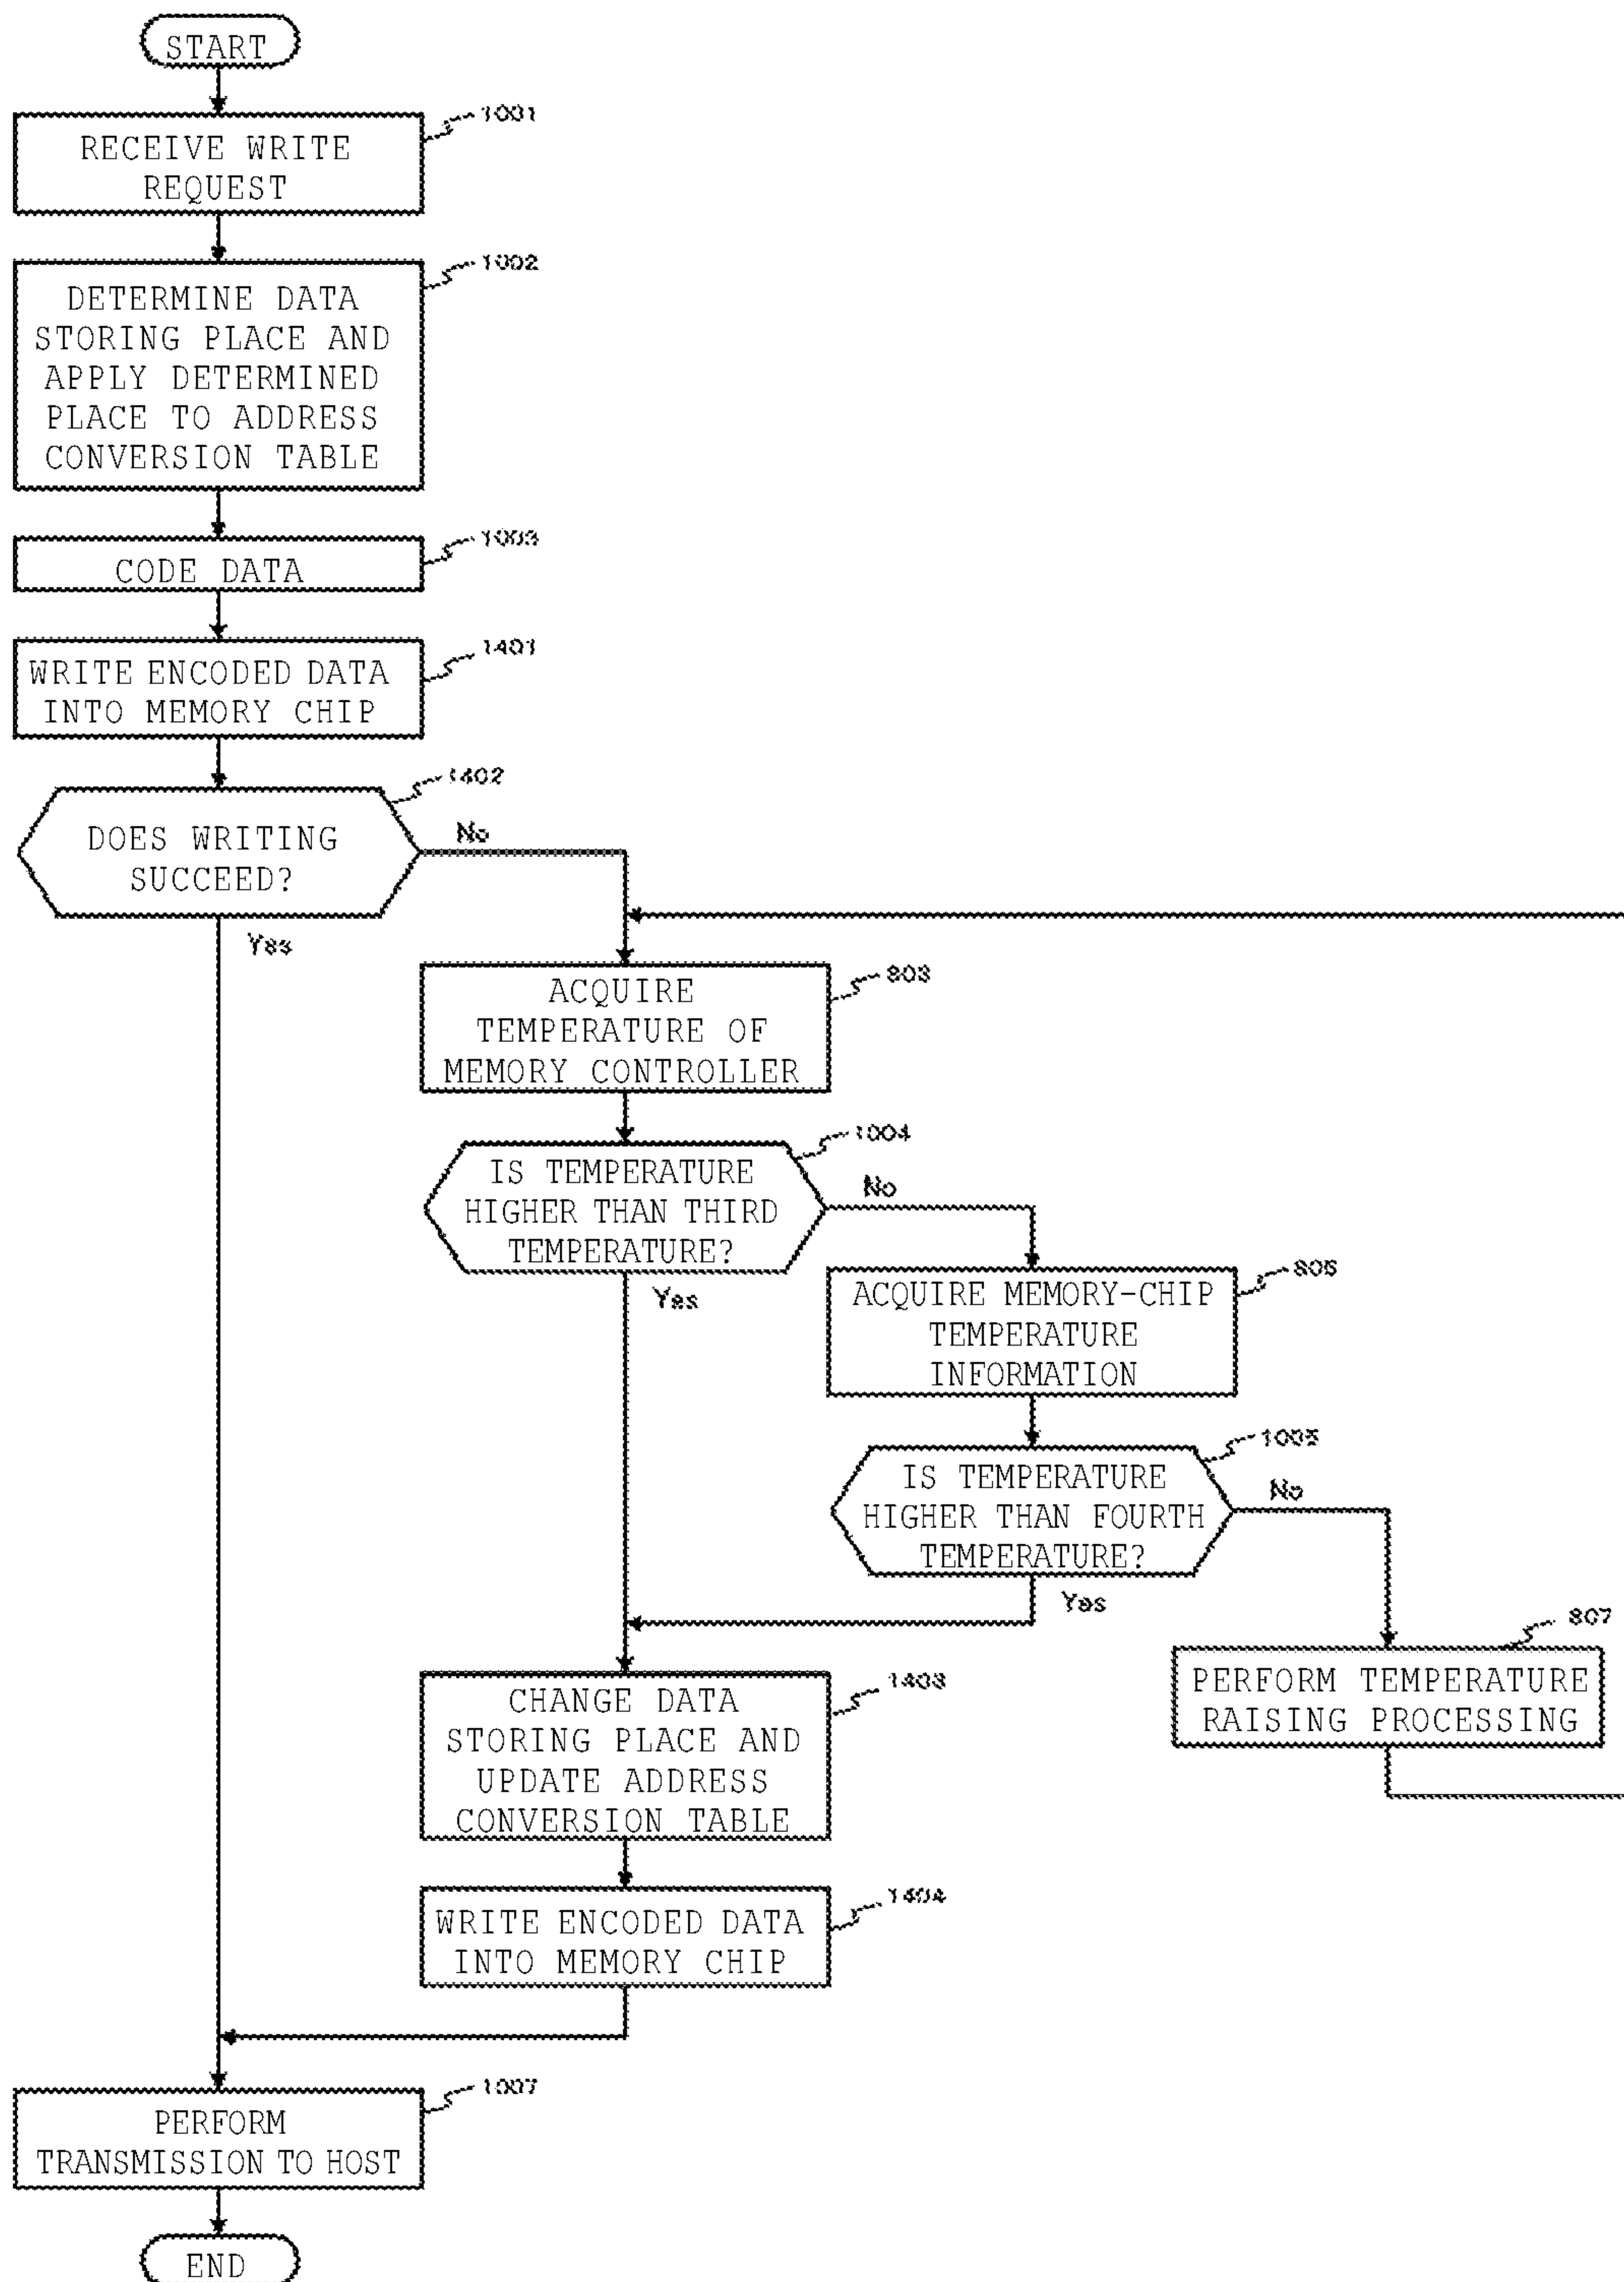 START
1001
RECEIVE WRITE
REQUEST
1002
DETERMINE DATA
STORING PLACE AND
APPLY DETERMINED
PLACE TO ADDRESS
CONVERSION TABLE
1003
CODE DATA
1401
WRITE ENCODED DATA
INTO MEMORY CHIP
1402
DOES WRITING
SUCCEED?
No
Yes
803
ACQUIRE
TEMPERATURE OF
MEMORY CONTROLLER
1004
IS TEMPERATURE
HIGHER THAN THIRD
TEMPERATURE?
No
Yes
805
ACQUIRE MEMORY-CHIP
TEMPERATURE
INFORMATION
1005
IS TEMPERATURE
HIGHER THAN FOURTH
TEMPERATURE?
No
Yes
807
PERFORM TEMPERATURE
RAISING PROCESSING
1403
CHANGE DATA
STORING PLACE AND
UPDATE ADDRESS
CONVERSION TABLE
1404
WRITE ENCODED DATA
INTO MEMORY CHIP
1007
PERFORM
TRANSMISSION TO HOST
END